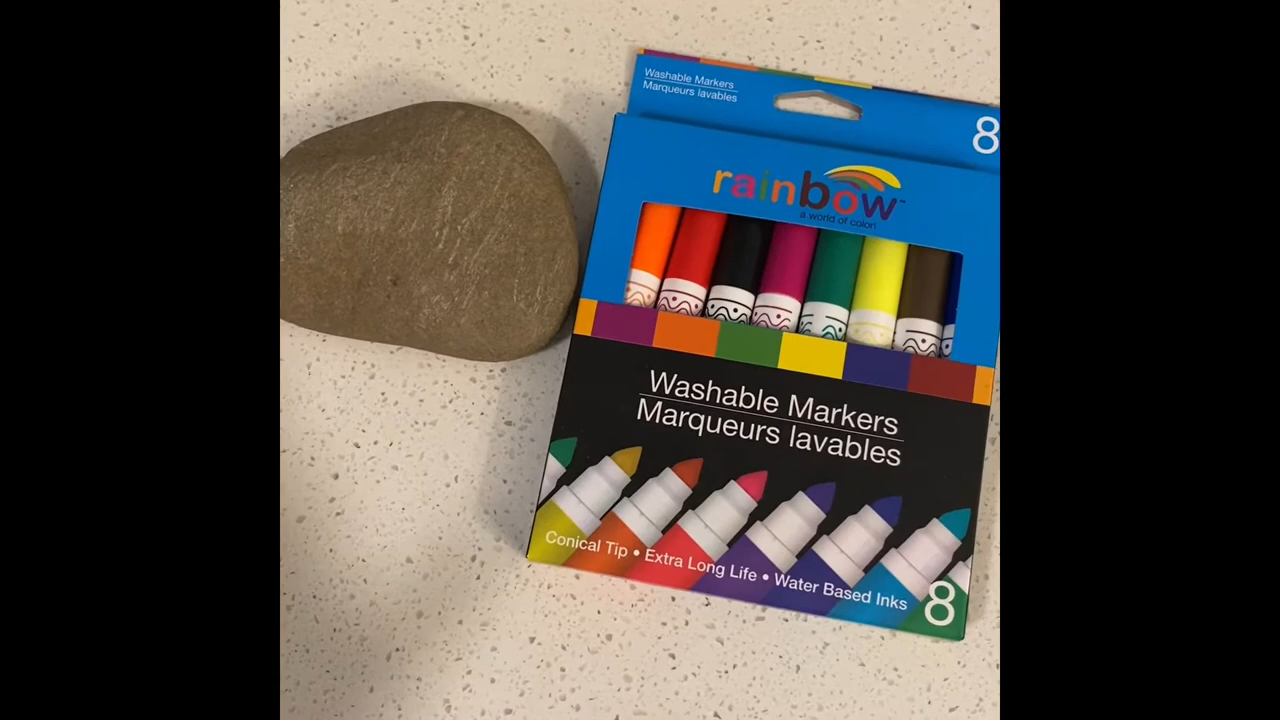 Washable Markers
Marqueurs lavables
8
rainbow™
a world of color!
Washable Markers
Marqueurs lavables
Conical Tip • Extra Long Life • Water Based Inks
8